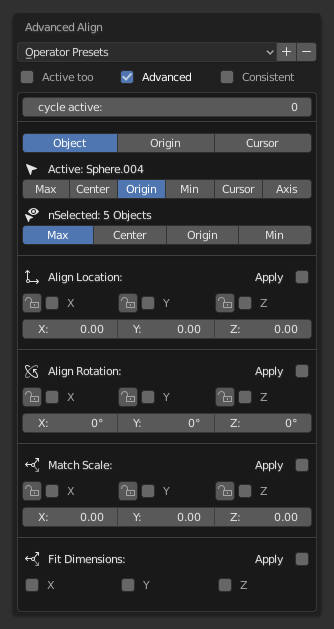 Advanced Align
Operator Presets
Active too Advanced Consistent
cycle active: 0
Object Origin Cursor
Active: Sphere.004
Max Center Origin Min Cursor Axis
nSelected: 5 Objects
Max Center Origin Min
Align Location: Apply
X Y Z
X: 0.00 Y: 0.00 Z: 0.00
Align Rotation: Apply
X Y Z
X: 0° Y: 0° Z: 0°
Match Scale: Apply
X Y Z
X: 0.00 Y: 0.00 Z: 0.00
Fit Dimensions: Apply
X Y Z